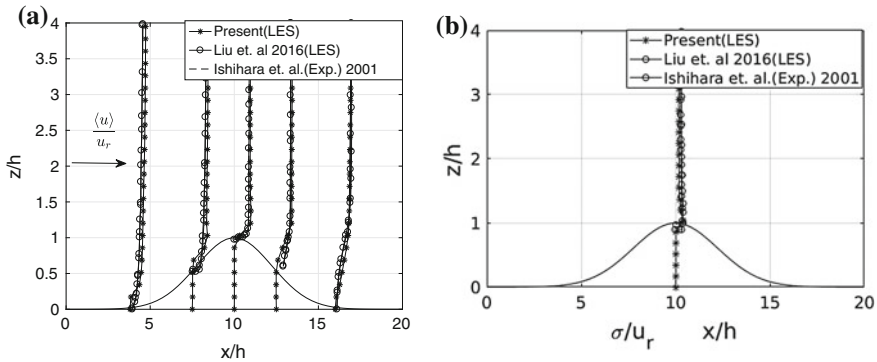 (a)
4
3.5
3
2.5
2
1.5
1
0.5
0
z/h
⟨u⟩
u_r
Present(LES)
Liu et. al 2016(LES)
Ishihara et. al.(Exp.) 2001
0 5 10 15 20
x/h
(b)
4
3
2
1
0
z/h
Present(LES)
Liu et. al 2016(LES)
Ishihara et. al.(Exp.) 2001
0 5 10 15 20
σ/u_r x/h